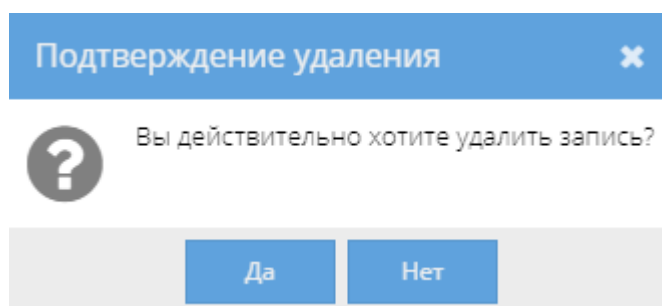 Подтверждение удаления
Вы действительно хотите удалить запись?
Да
Нет